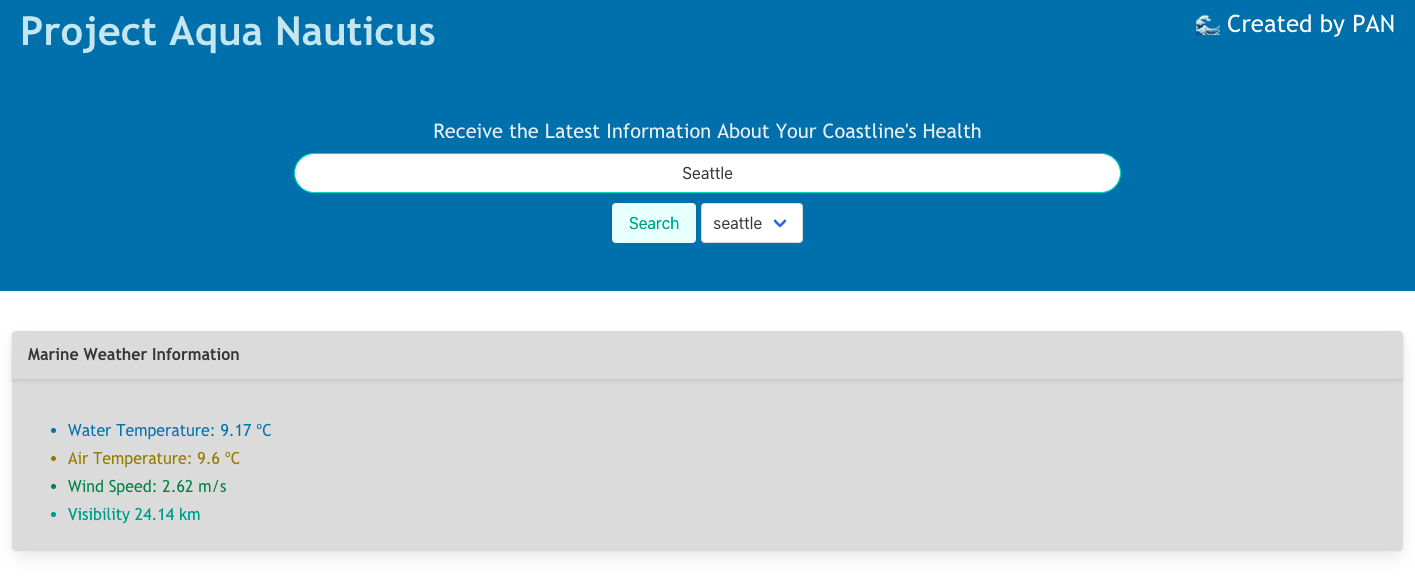 Project Aqua Nauticus
🌊 Created by PAN
Receive the Latest Information About Your Coastline's Health
Seattle
Search
seattle
Marine Weather Information
• Water Temperature: 9.17 °C
• Air Temperature: 9.6 °C
• Wind Speed: 2.62 m/s
• Visibility 24.14 km